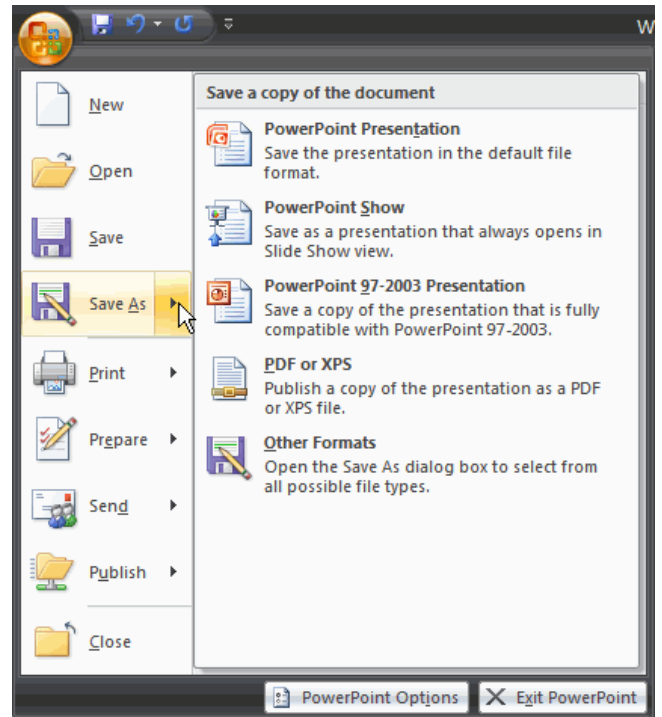 W
New
Open
Save
Save As
Print
Prepare
Send
Publish
Close
Save a copy of the document
PowerPoint Presentation
Save the presentation in the default file
format.
PowerPoint Show
Save as a presentation that always opens in
Slide Show view.
PowerPoint 97-2003 Presentation
Save a copy of the presentation that is fully
compatible with PowerPoint 97-2003.
PDF or XPS
Publish a copy of the presentation as a PDF
or XPS file.
Other Formats
Open the Save As dialog box to select from
all possible file types.
PowerPoint Options
Exit PowerPoint